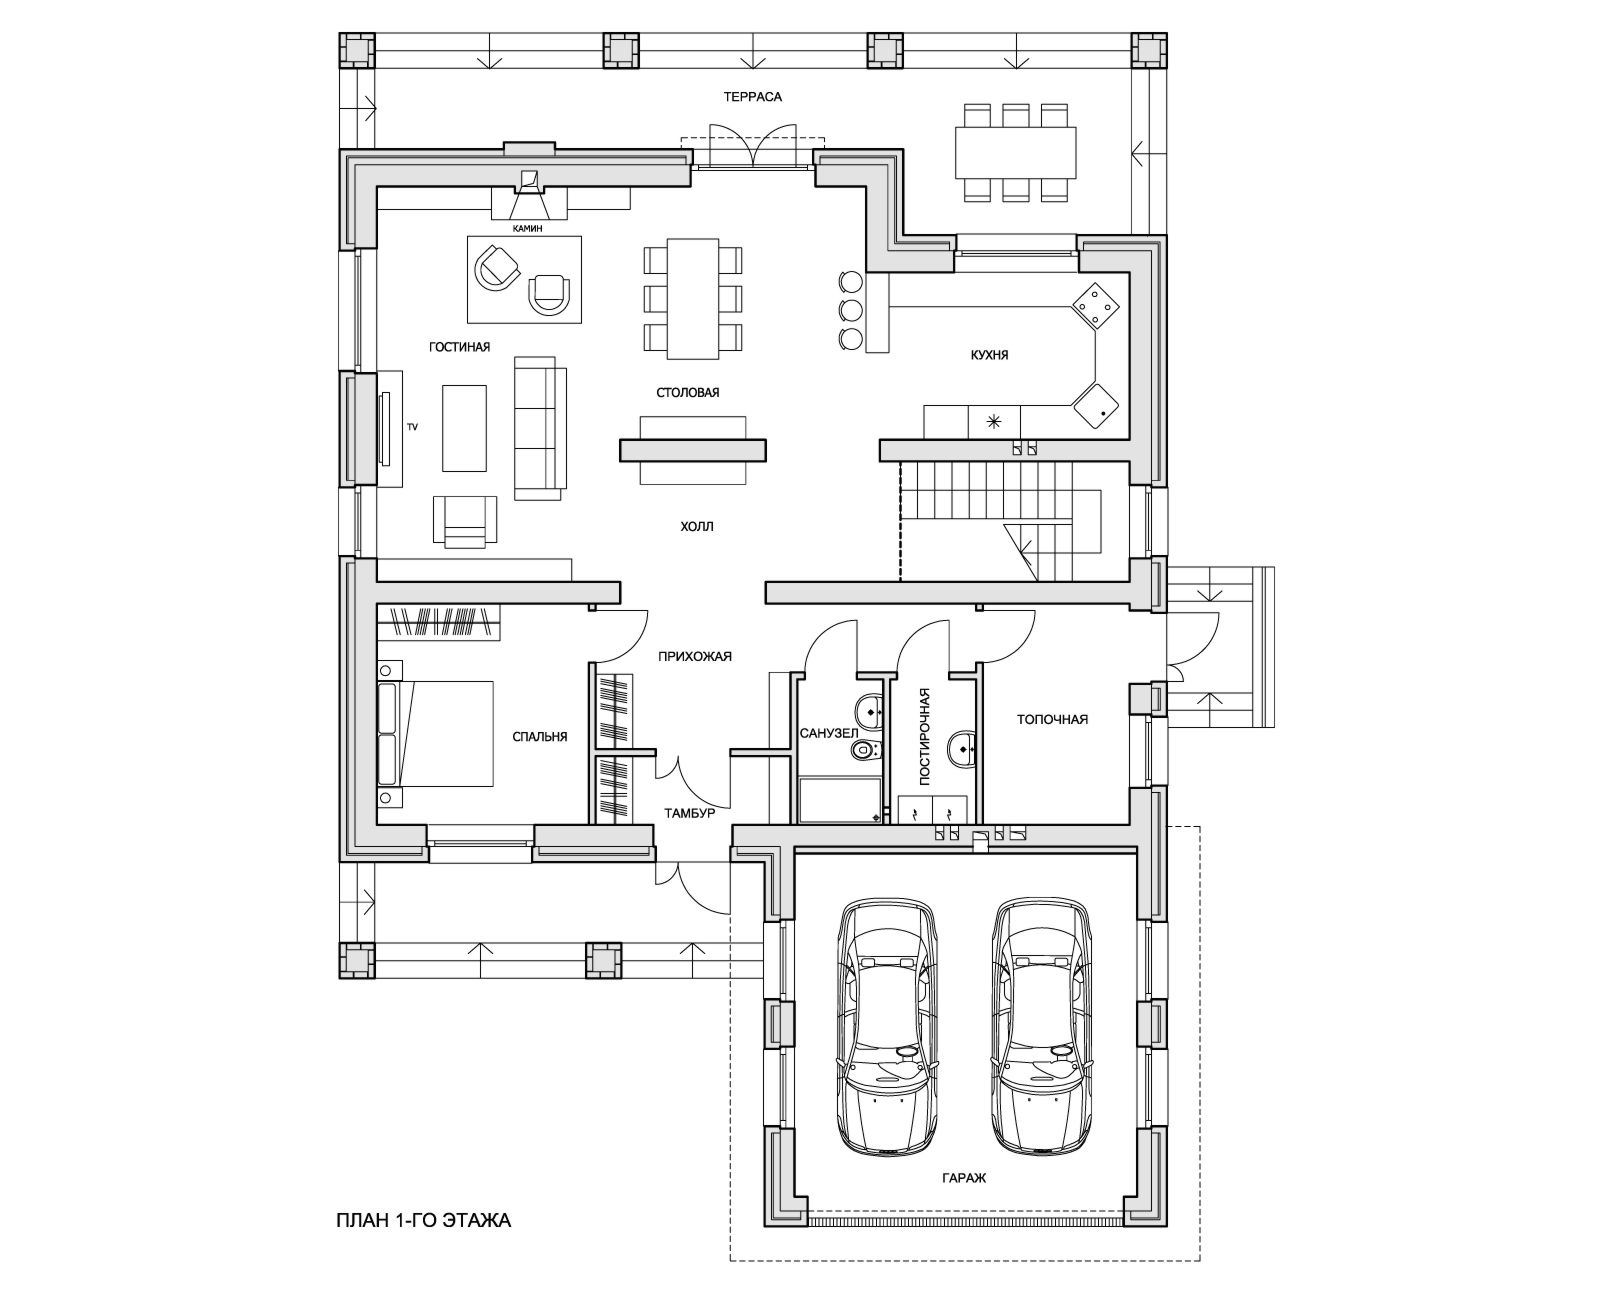 ТЕРРАСА
КАМИН
ГОСТИНАЯ
КУХНЯ
СТОЛОВАЯ
TV
ХОЛЛ
ПРИХОЖАЯ
ТОПОЧНАЯ
САНУЗЕЛ
ПОСТИРОЧНАЯ
СПАЛЬНЯ
ТАМБУР
ГАРАЖ
ПЛАН 1-ГО ЭТАЖА